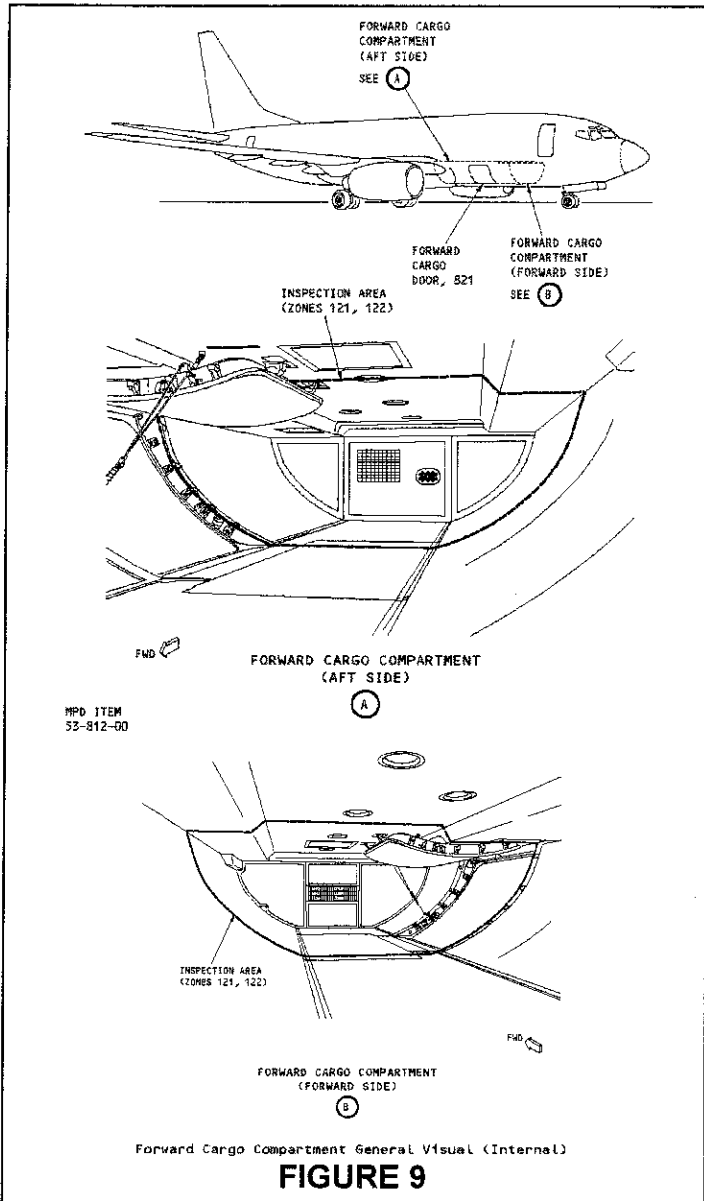 FORWARD CARGO
COMPARTMENT
(AFT SIDE)
SEE A
FORWARD
CARGO
DOOR, 821
FORWARD CARGO
COMPARTMENT
(FORWARD SIDE)
SEE B
INSPECTION AREA
(ZONES 121, 122)
FWD
FORWARD CARGO COMPARTMENT
(AFT SIDE)
A
MPD ITEM
53-812-00
INSPECTION AREA
(ZONES 121, 122)
FWD
FORWARD CARGO COMPARTMENT
(FORWARD SIDE)
B
Forward Cargo Compartment General Visual (Internal)
FIGURE 9